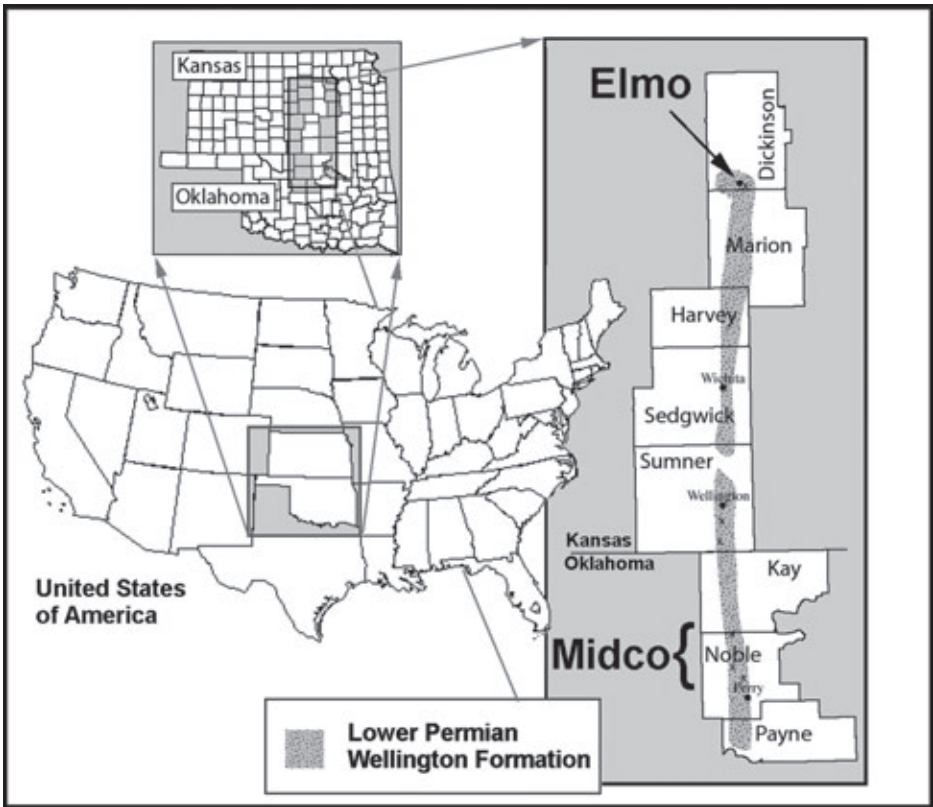 Kansas
Oklahoma
Elmo
Dickinson
Marion
Harvey
Wichita
Sedgwick
Sumner
Wellington
Kansas
Oklahoma
Kay
Midco{
Noble
Perry
Payne
United States
of America
Lower Permian
Wellington Formation